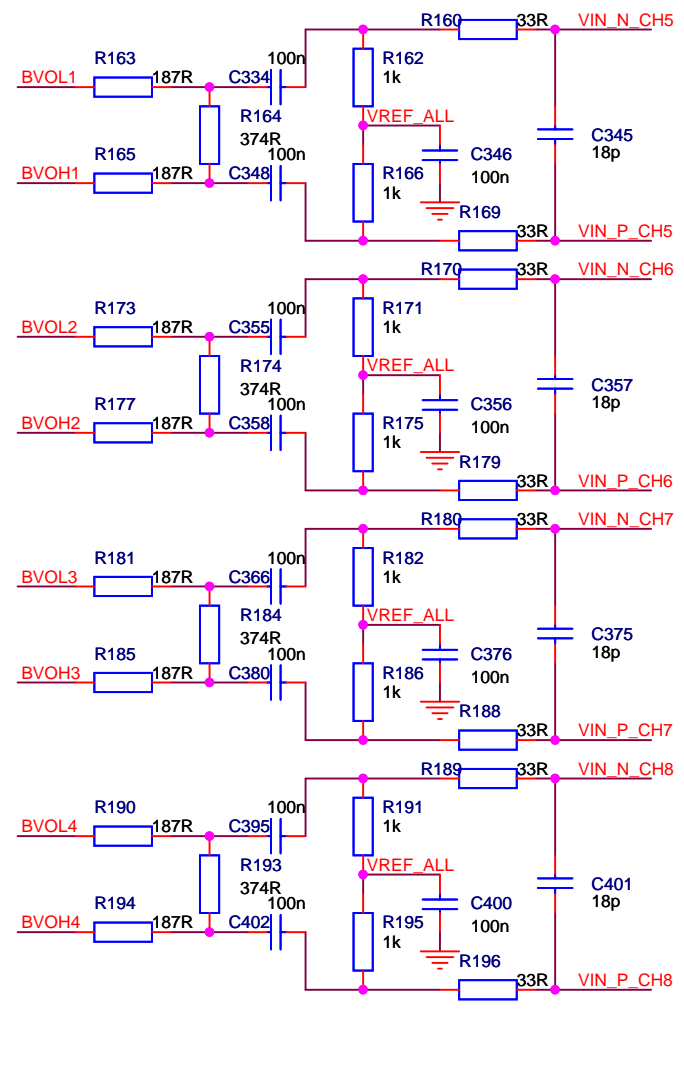 R160 33R VIN_N_CH5
R163 100n R162
BVOL1 187R C334 1k
R164 VREF_ALL
374R C345
R165 100n C346 18p
BVOH1 187R C348 R166 100n
1k
R169
33R VIN_P_CH5
R170 33R VIN_N_CH6
R173 100n R171
BVOL2 187R C355 1k
R174 VREF_ALL
374R C357
R177 100n C356 18p
BVOH2 187R C358 R175 100n
1k
R179
33R VIN_P_CH6
R180 33R VIN_N_CH7
R181 100n R182
BVOL3 187R C366 1k
R184 VREF_ALL
374R C375
R185 100n C376 18p
BVOH3 187R C380 R186 100n
1k
R188
33R VIN_P_CH7
R189 33R VIN_N_CH8
R190 100n R191
BVOL4 187R C395 1k
R193 VREF_ALL
374R C401
R194 100n C400 18p
BVOH4 187R C402 R195 100n
1k
R196
33R VIN_P_CH8